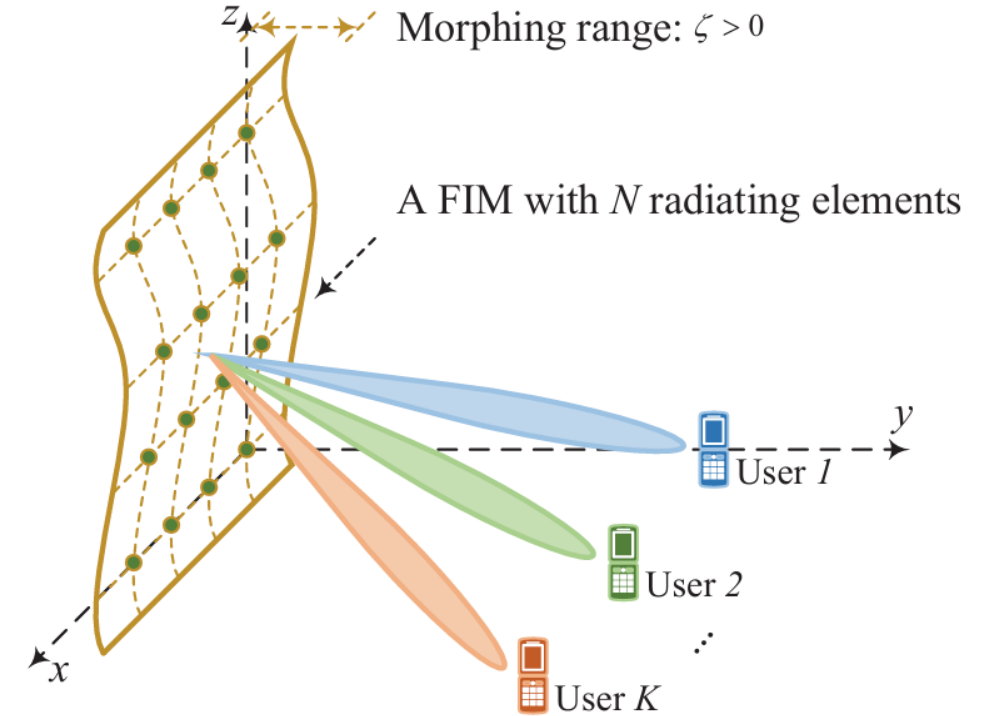 z
Morphing range: ζ > 0
A FIM with N radiating elements
y
User 1
User 2
⋰
x
User K